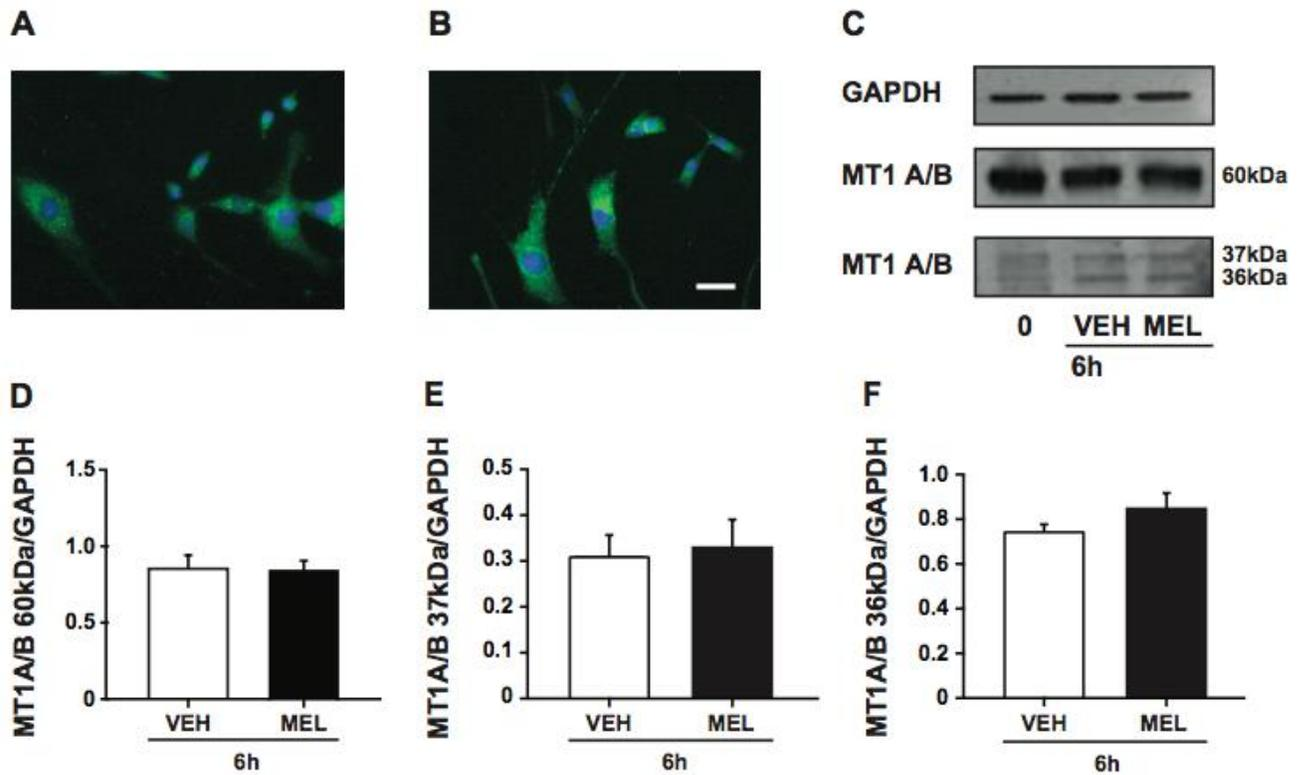 A
B
C
GAPDH
MT1 A/B
60kDa
MT1 A/B
37kDa
36kDa
0
VEH MEL
6h
D
MT1A/B 60kDa/GAPDH
1.5
1.0
0.5
0
VEH
MEL
6h
E
MT1A/B 37kDa/GAPDH
0.5
0.4
0.3
0.2
0.1
0
VEH
MEL
6h
F
MT1A/B 36kDa/GAPDH
1.0
0.8
0.6
0.4
0.2
0
VEH
MEL
6h